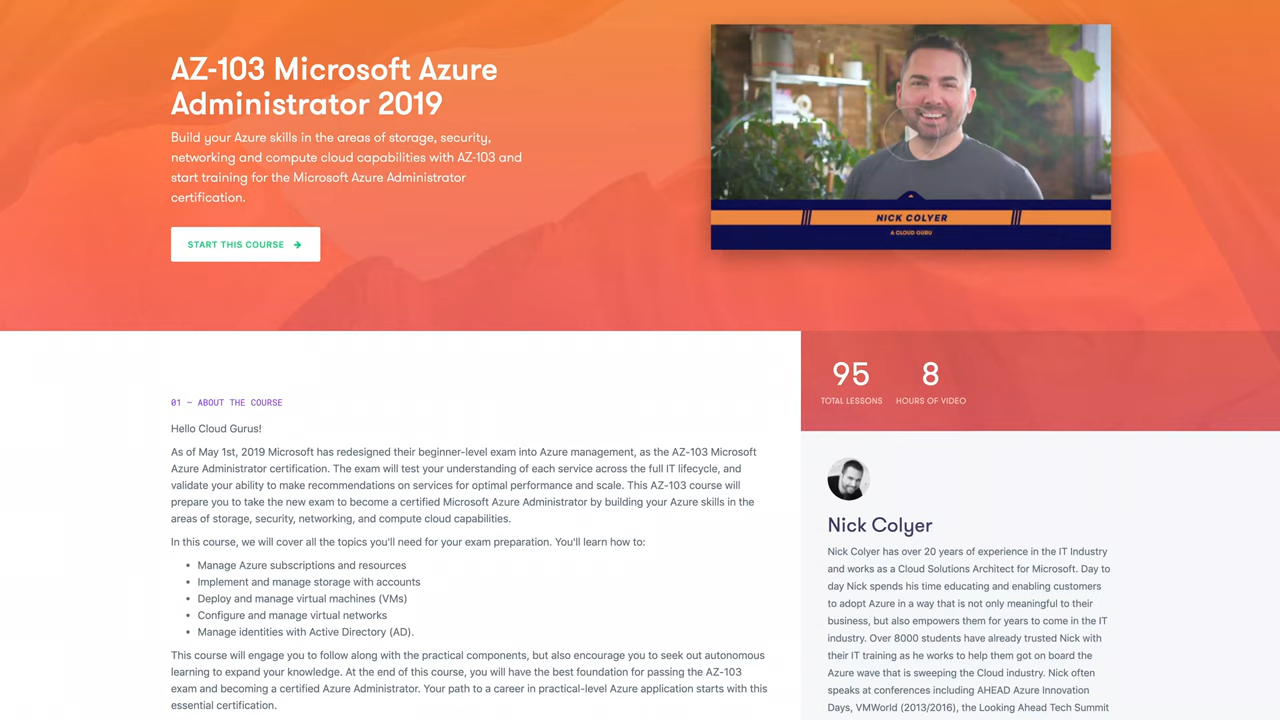 AZ-103 Microsoft Azure
Administrator 2019
Build your Azure skills in the areas of storage, security,
networking and compute cloud capabilities with AZ-103 and
start training for the Microsoft Azure Administrator
certification.
START THIS COURSE
NICK COLYER
A CLOUD GURU
95
TOTAL LESSONS
8
HOURS OF VIDEO
01 – ABOUT THE COURSE
Hello Cloud Gurus!
As of May 1st, 2019 Microsoft has redesigned their beginner-level exam into Azure management, as the AZ-103 Microsoft
Azure Administrator certification. The exam will test your understanding of each service across the full IT lifecycle, and
validate your ability to make recommendations on services for optimal performance and scale. This AZ-103 course will
prepare you to take the new exam to become a certified Microsoft Azure Administrator by building your Azure skills in the
areas of storage, security, networking, and compute cloud capabilities.
In this course, we will cover all the topics you'll need for your exam preparation. You'll learn how to:
• Manage Azure subscriptions and resources
• Implement and manage storage with accounts
• Deploy and manage virtual machines (VMs)
• Configure and manage virtual networks
• Manage identities with Active Directory (AD).
This course will engage you to follow along with the practical components, but also encourage you to seek out autonomous
learning to expand your knowledge. At the end of this course, you will have the best foundation for passing the AZ-103
exam and becoming a certified Azure Administrator. Your path to a career in practical-level Azure application starts with this
essential certification.
Nick Colyer
Nick Colyer has over 20 years of experience in the IT Industry
and works as a Cloud Solutions Architect for Microsoft. Day to
day Nick spends his time educating and enabling customers
to adopt Azure in a way that is not only meaningful to their
business, but also empowers them for years to come in the IT
industry. Over 8000 students have already trusted Nick with
their IT training as he works to help them got on board the
Azure wave that is sweeping the Cloud industry. Nick often
speaks at conferences including AHEAD Azure Innovation
Days, VMWorld (2013/2016), the Looking Ahead Tech Summit